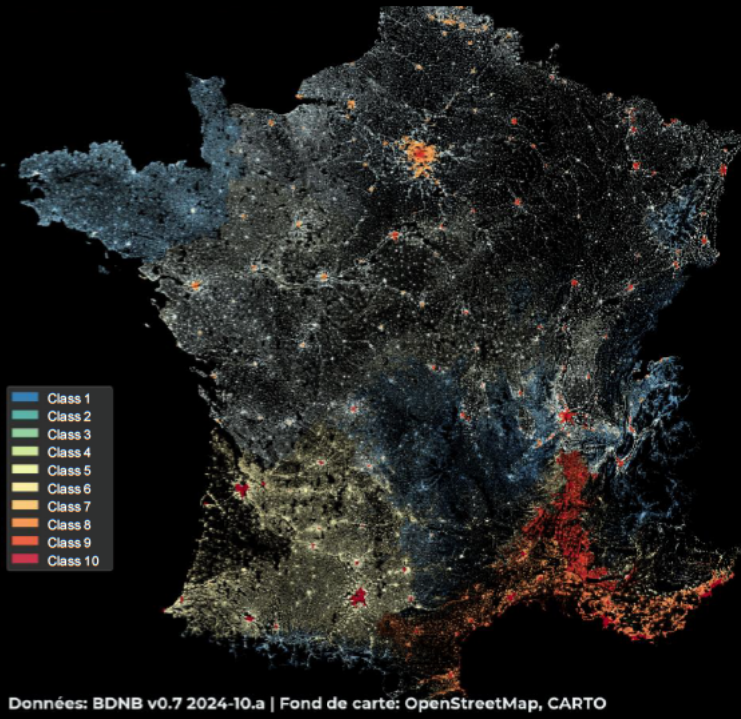 Class 1
Class 2
Class 3
Class 4
Class 5
Class 6
Class 7
Class 8
Class 9
Class 10
Données: BDNB v0.7 2024-10.a | Fond de carte: OpenStreetMap, CARTO